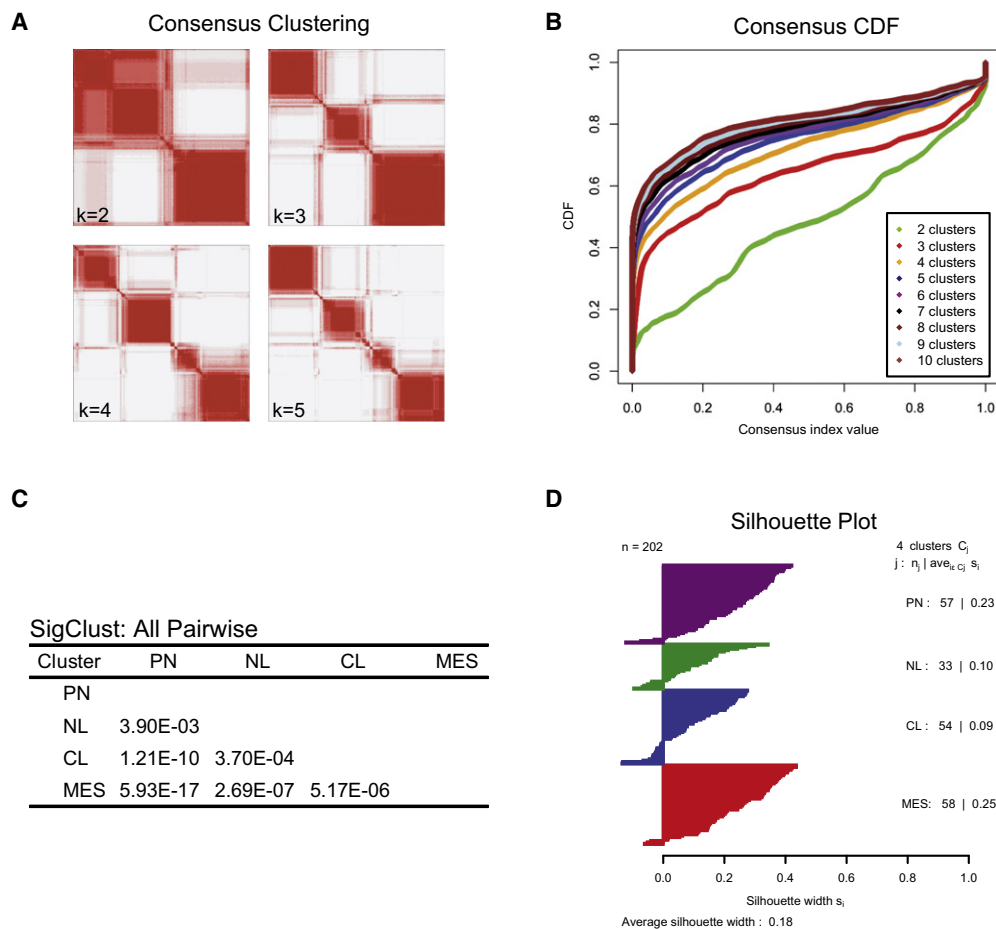 A
Consensus Clustering
k=2
k=3
k=4
k=5
B
Consensus CDF
CDF
1.0
0.8
0.6
0.4
0.2
0.0
2 clusters
3 clusters
4 clusters
5 clusters
6 clusters
7 clusters
8 clusters
9 clusters
10 clusters
0.0 0.2 0.4 0.6 0.8 1.0
Consensus index value
C
SigClust: All Pairwise
Cluster PN NL CL MES
PN
NL 3.90E-03
CL 1.21E-10 3.70E-04
MES 5.93E-17 2.69E-07 5.17E-06
D
Silhouette Plot
n = 202
4 clusters Cj
j : nj | aveiε Cj si
PN : 57 | 0.23
NL : 33 | 0.10
CL : 54 | 0.09
MES: 58 | 0.25
0.0 0.2 0.4 0.6 0.8 1.0
Silhouette width si
Average silhouette width : 0.18